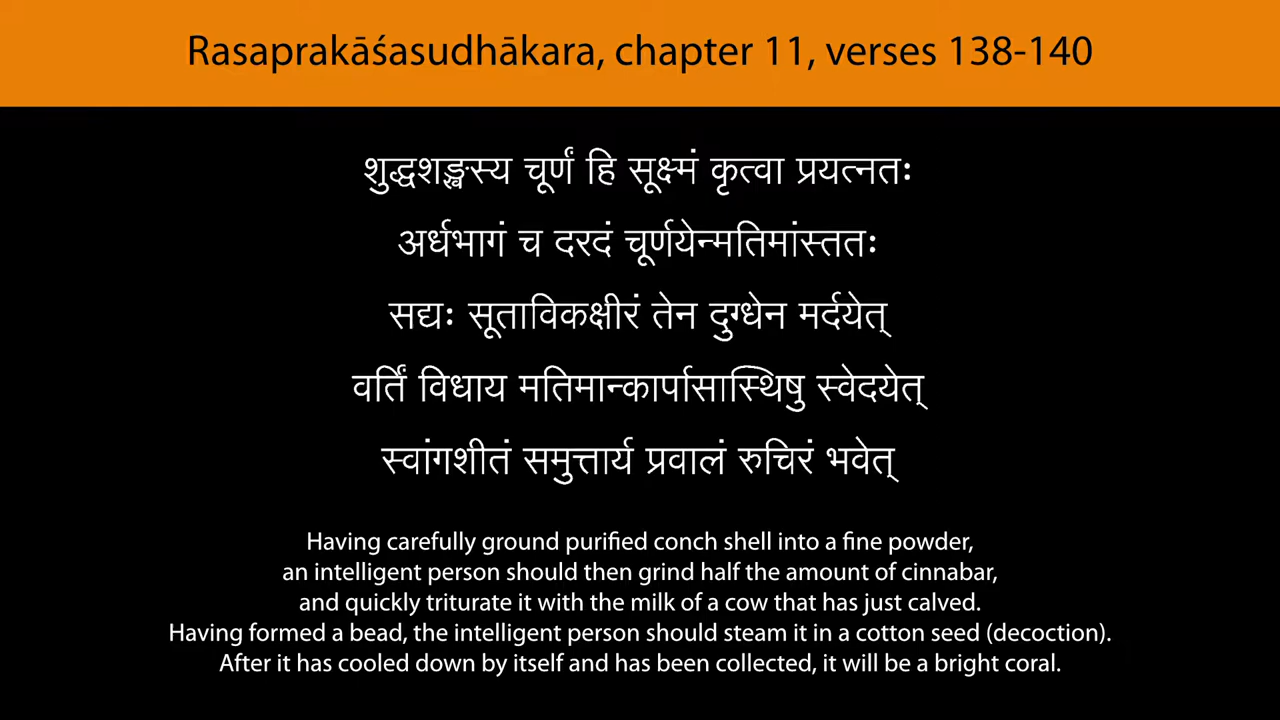 Rasaprakāśasudhākara, chapter 11, verses 138-140
शुद्धशङ्खस्य चूर्णं हि सूक्ष्मं कृत्वा प्रयत्नतः
अर्धभागं च दरदं चूर्णयेन्मतिमांस्ततः
सद्यः सूताविकक्षीरं तेन दुग्धेन मर्दयेत्
वर्तिं विधाय मतिमान्कार्पासास्थिषु स्वेदयेत्
स्वांगशीतं समुत्तार्य प्रवालं रुचिरं भवेत्
Having carefully ground purified conch shell into a fine powder,
an intelligent person should then grind half the amount of cinnabar,
and quickly triturate it with the milk of a cow that has just calved.
Having formed a bead, the intelligent person should steam it in a cotton seed (decoction).
After it has cooled down by itself and has been collected, it will be a bright coral.